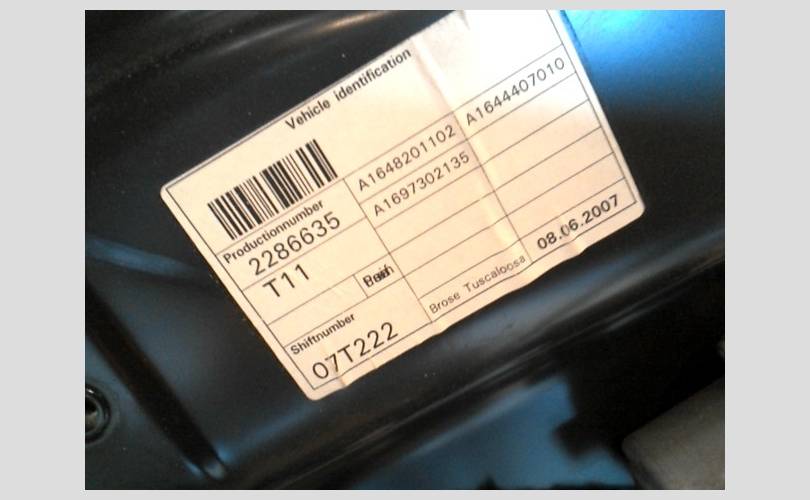 Vehicle identification
Productionnumber
2286635
T11
Shiftnumber
07T222
A1648201102
A1644407010
A1697302135
Brose Tuscaloosa
08.06.2007